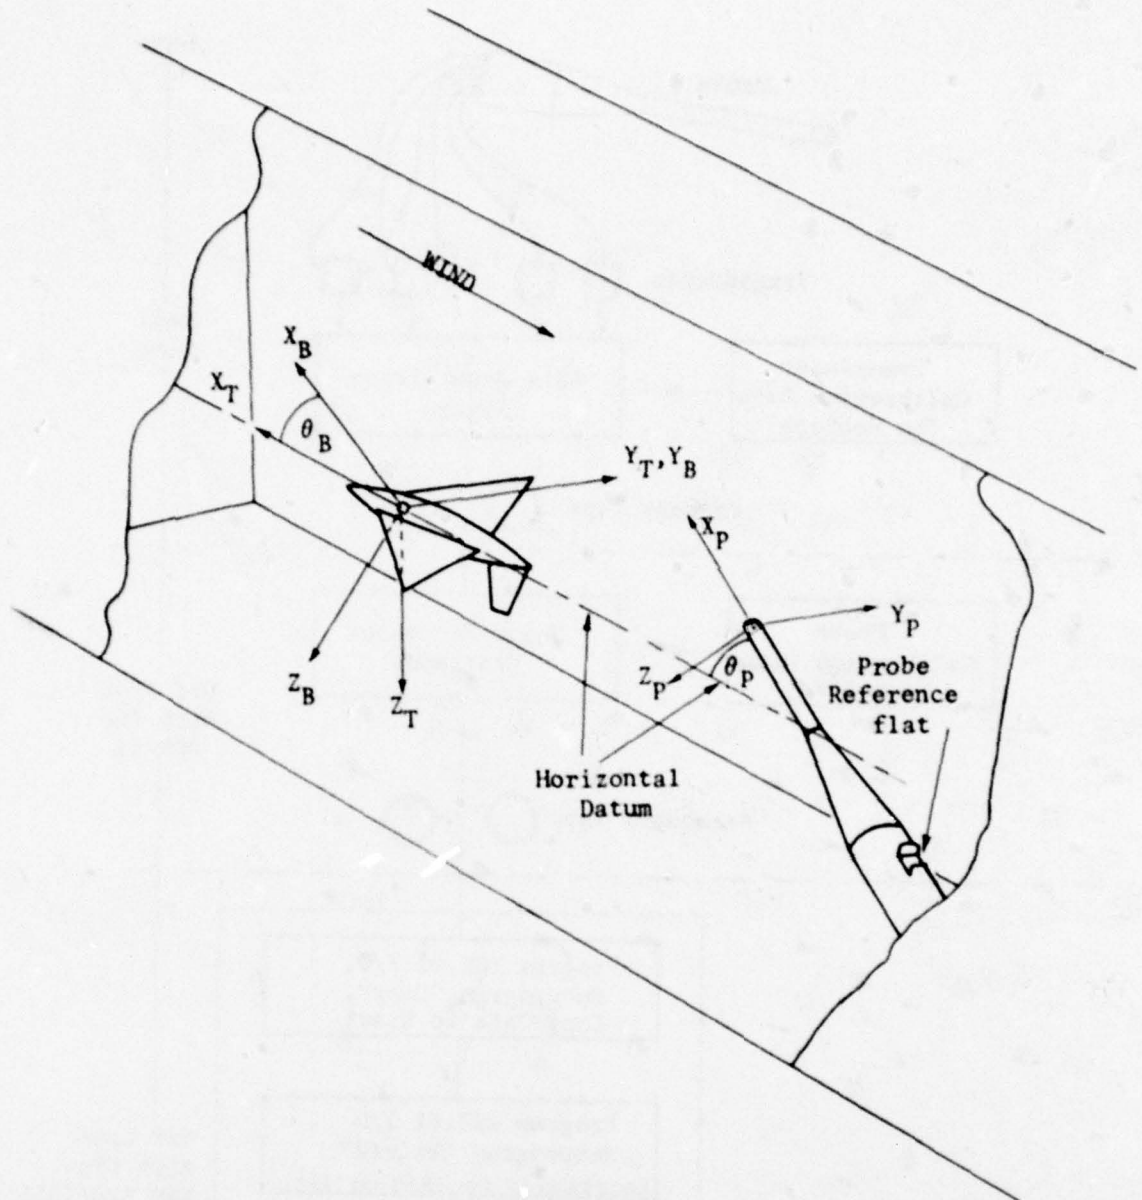 WIND
X_B
X_T
θ_B
Y_T, Y_B
X_P
Y_P
Z_P
θ_P
Probe
Reference
flat
Z_B
Z_T
Horizontal
Datum